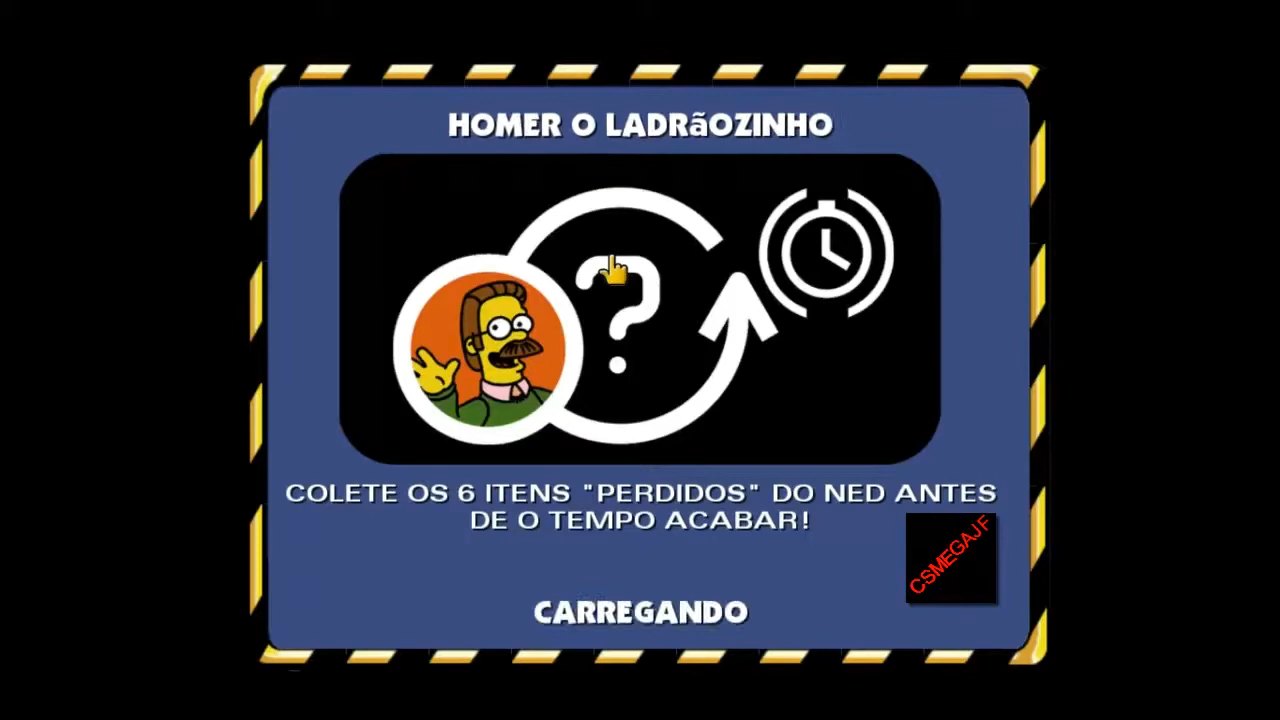 HOMER O LADRãOZINHO
?
COLETE OS 6 ITENS "PERDIDOS" DO NED ANTES
DE O TEMPO ACABAR!
CSMEGAJF
CARREGANDO